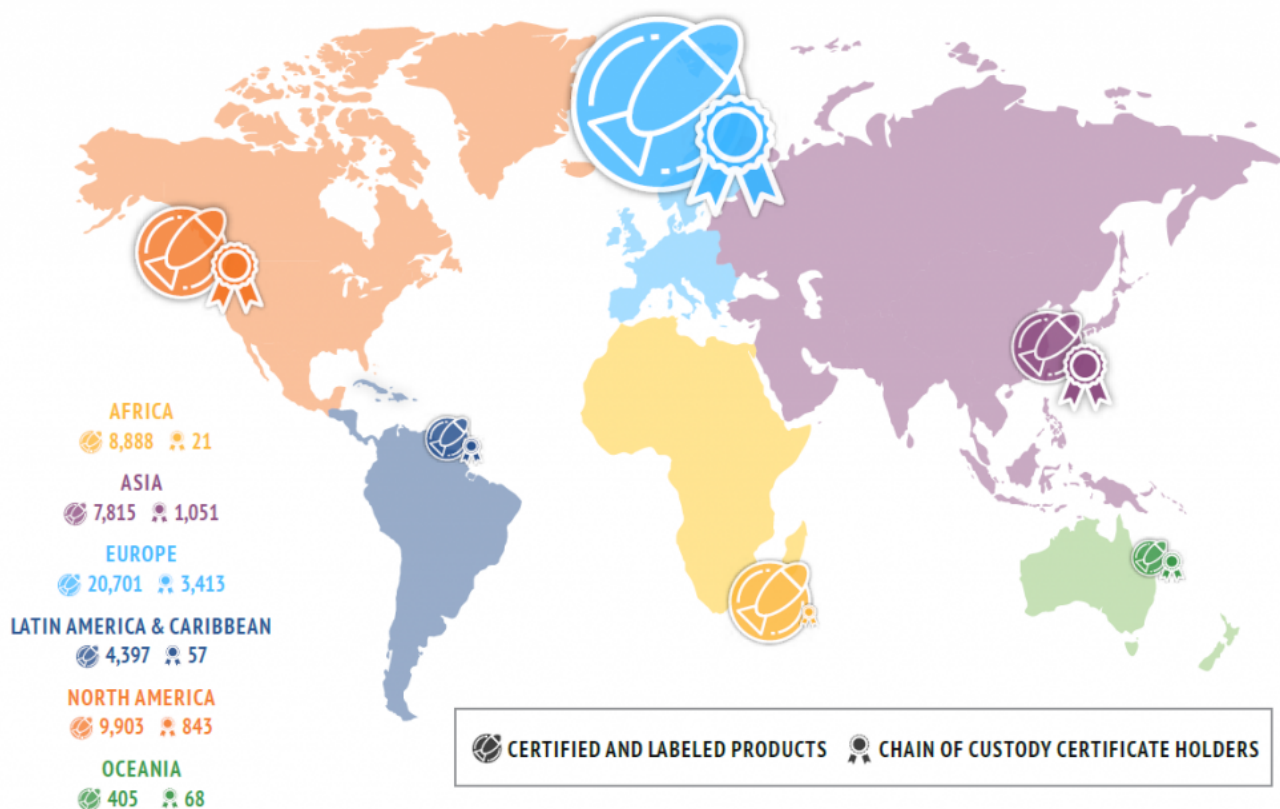 AFRICA
8,888 21
ASIA
7,815 1,051
EUROPE
20,701 3,413
LATIN AMERICA & CARIBBEAN
4,397 57
NORTH AMERICA
9,903 843
OCEANIA
405 68
CERTIFIED AND LABELED PRODUCTS CHAIN OF CUSTODY CERTIFICATE HOLDERS